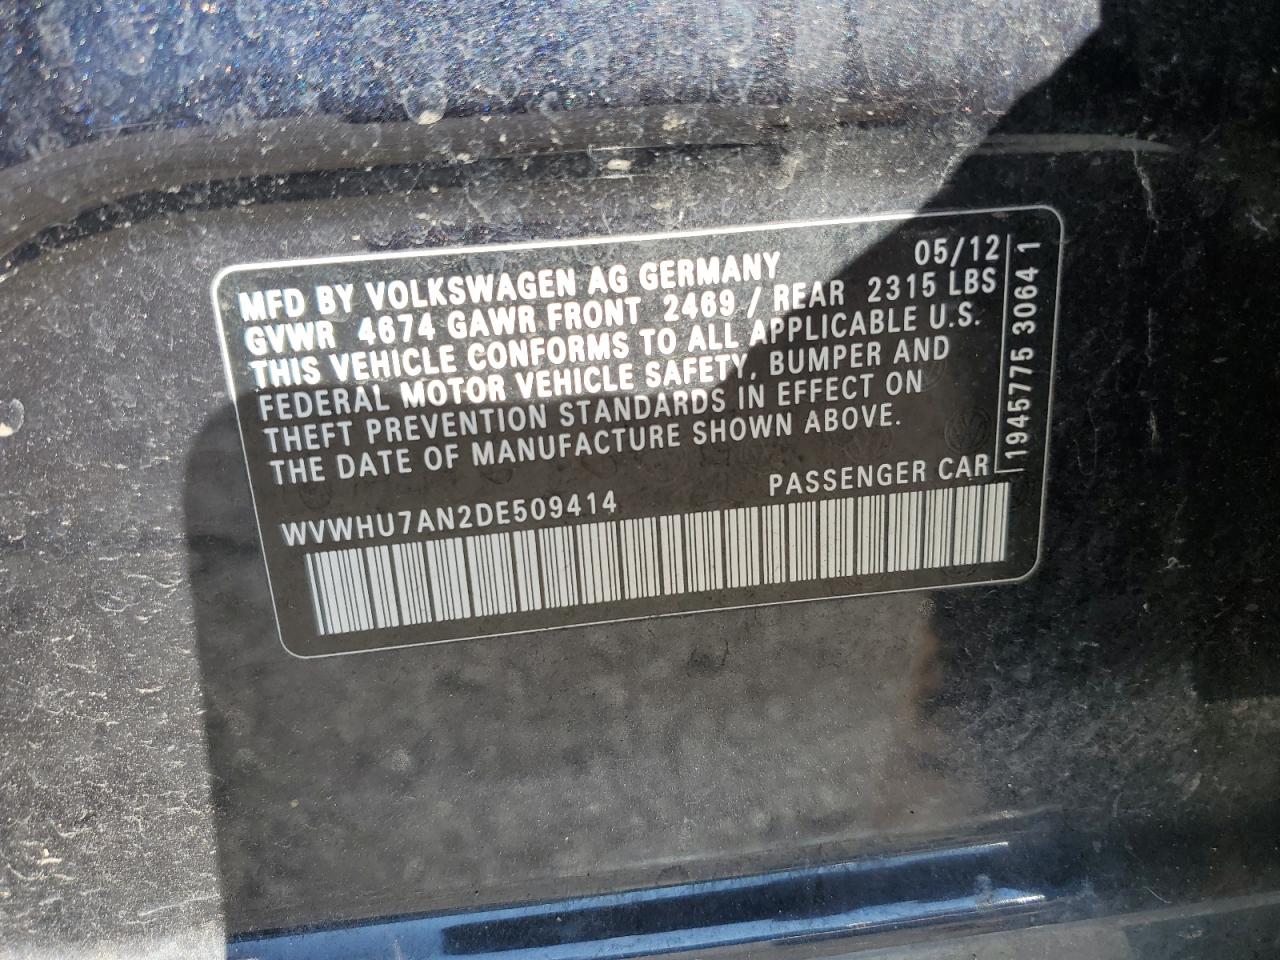 05/12
MFD BY VOLKSWAGEN AG GERMANY
GVWR 4674 GAWR FRONT 2469 / REAR 2315 LBS
THIS VEHICLE CONFORMS TO ALL APPLICABLE U.S.
FEDERAL MOTOR VEHICLE SAFETY, BUMPER AND
THEFT PREVENTION STANDARDS IN EFFECT ON
THE DATE OF MANUFACTURE SHOWN ABOVE.
PASSENGER CAR
WVWHU7AN2DE509414
1945775 3064 1